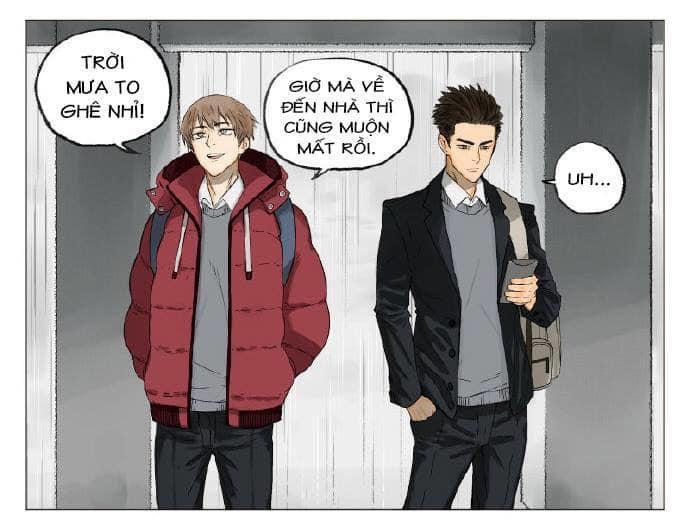 TRỜI
MƯA TO
GHÊ NHỈ!
GIỜ MÀ VỀ
ĐẾN NHÀ THÌ
CŨNG MUỘN
MẤT RỒI.
UH...